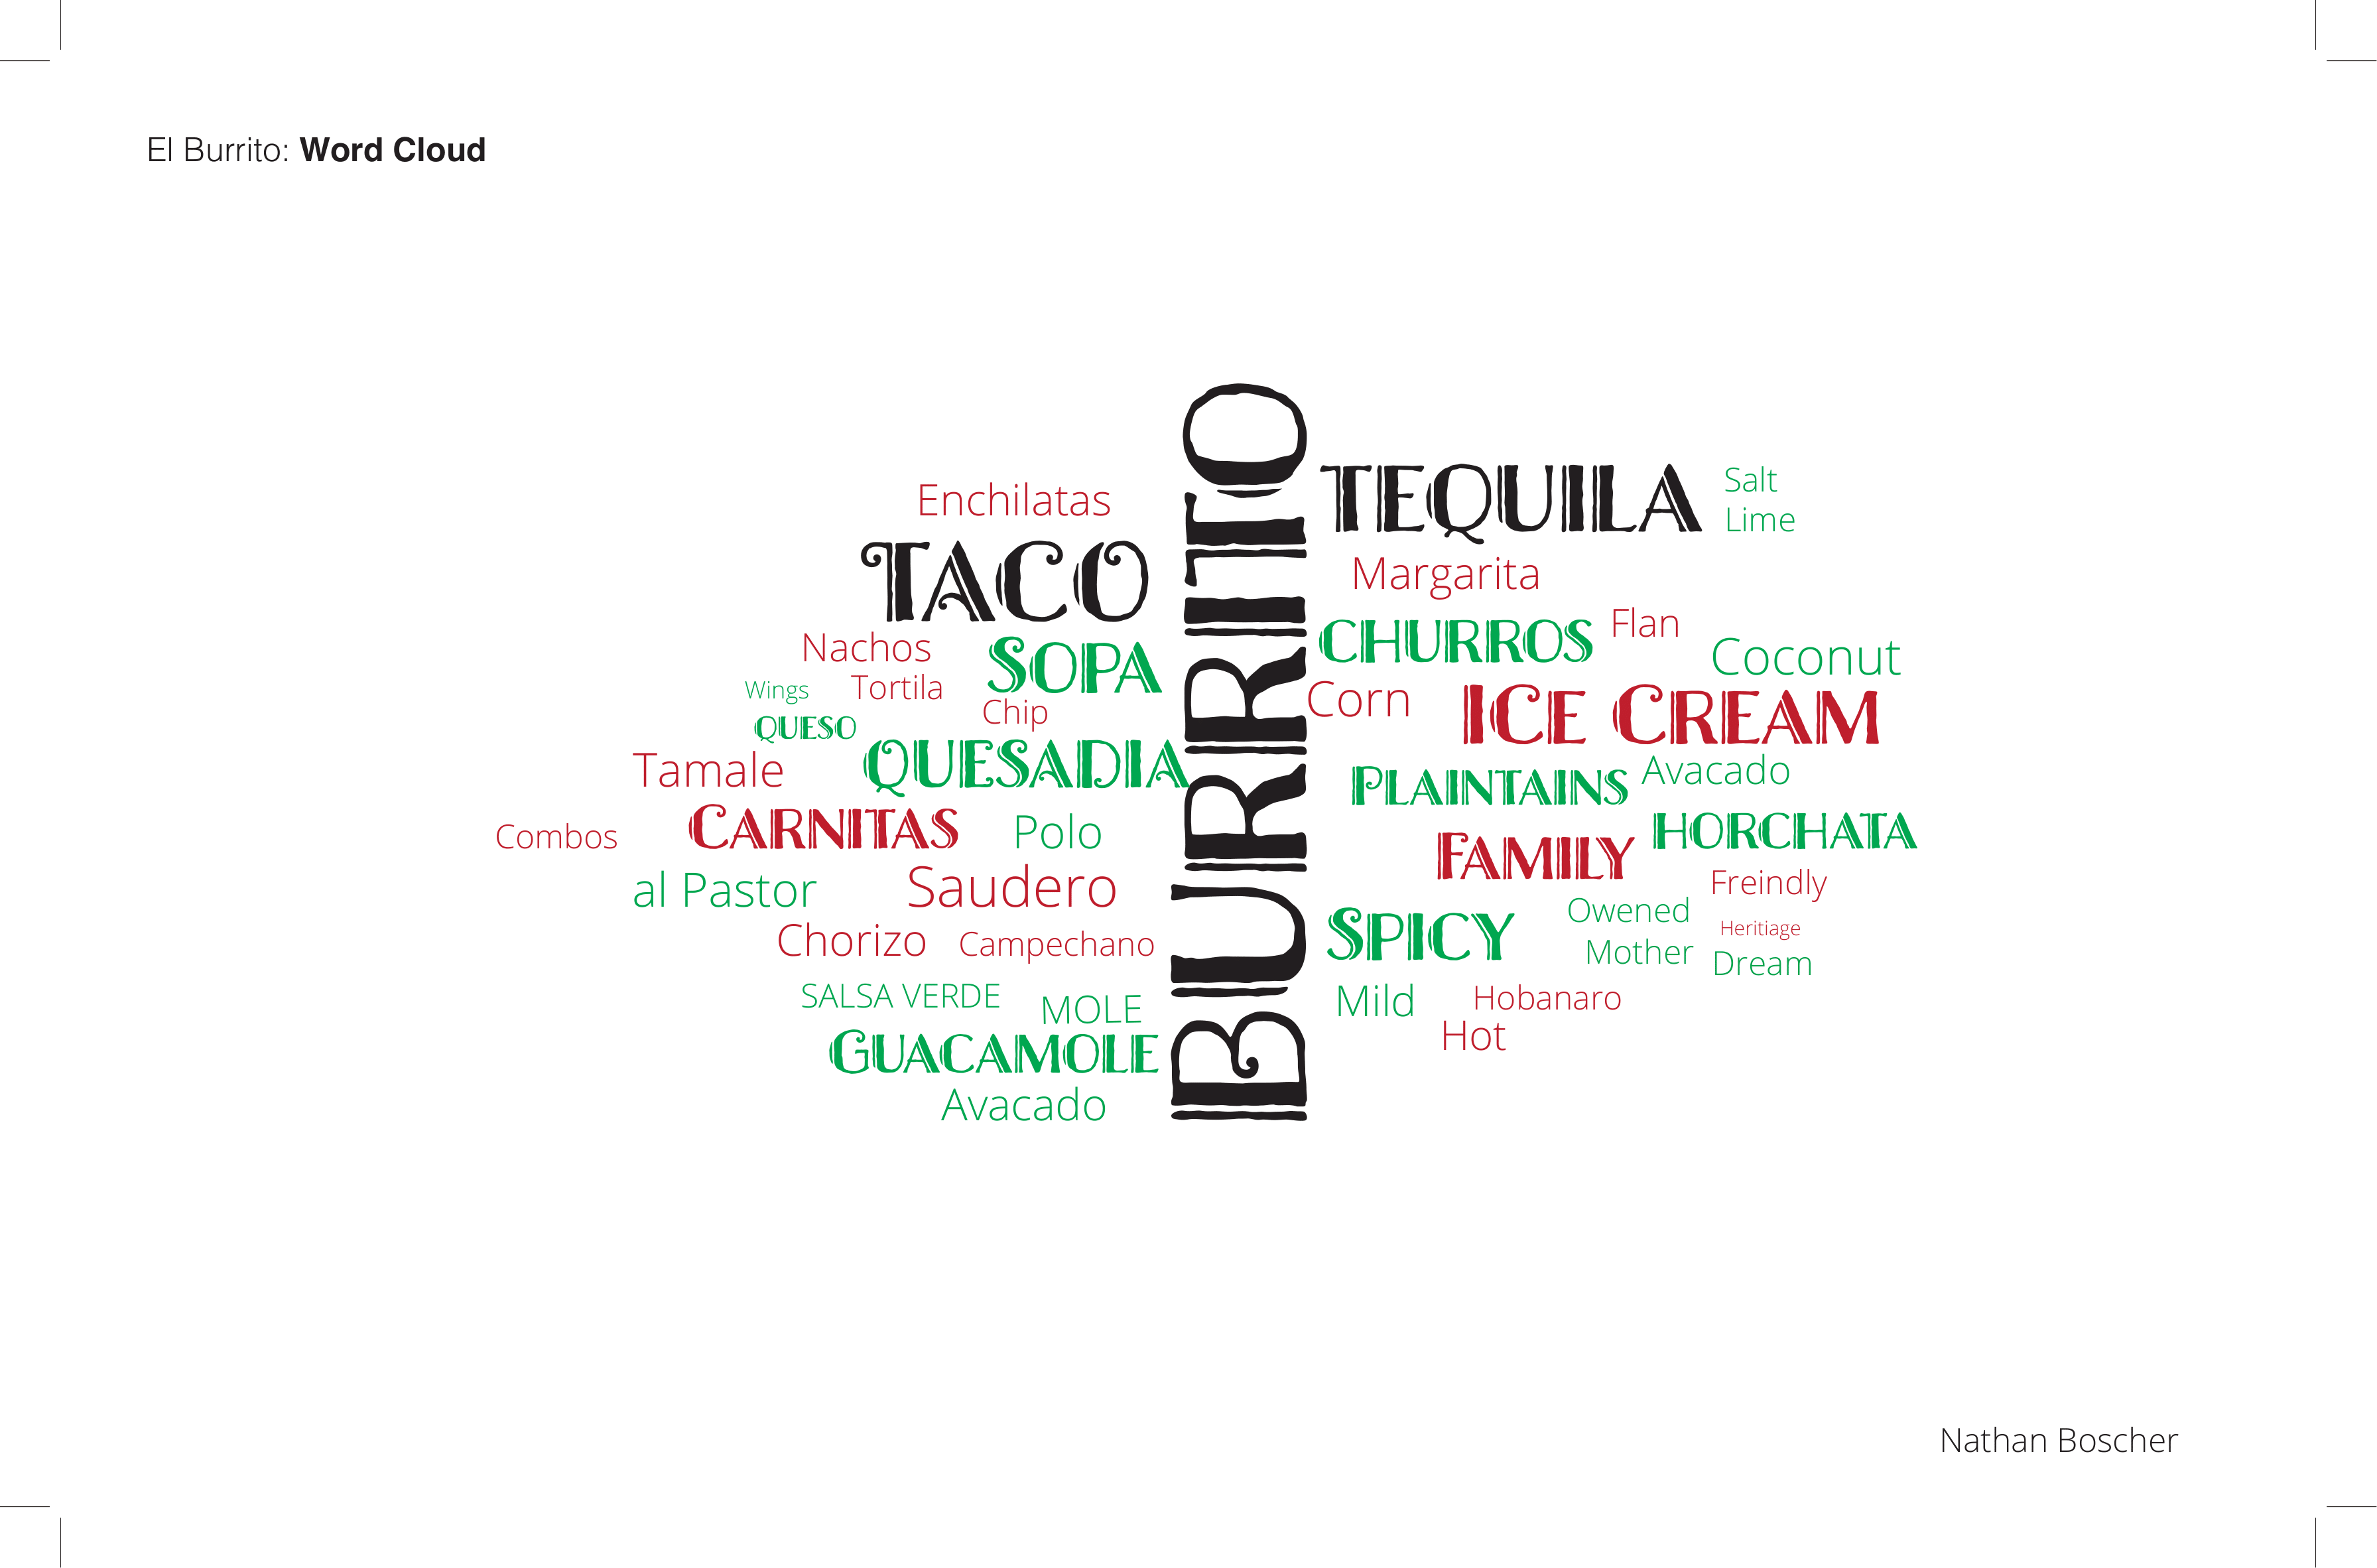 El Burrito: Word Cloud
Enchilatas
TACO
Nachos
SOPA
Wings
Tortila
Chip
QUESO
QUESADIA
Tamale
CARNITAS
Polo
Combos
al Pastor
Saudero
Chorizo
Campechano
SALSA VERDE
MOLE
GUACAMOLE
Avacado
BURRITO
TEQUILA
Salt
Lime
Margarita
CHURROS
Flan
Coconut
Corn
ICE CREAM
PLAINTAINS
Avacado
HORCHATA
FAMILY
Freindly
Owened
Heritiage
SPICY
Mother
Dream
Mild
Hobanaro
Hot
Nathan Boscher